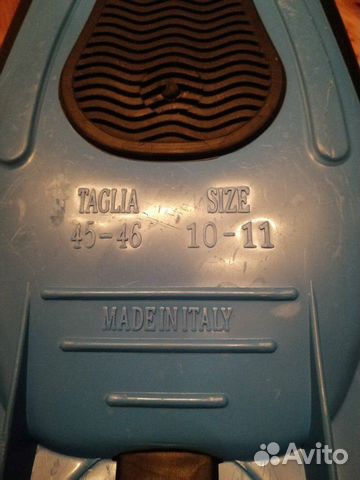 TAGLIA SIZE
45-46 10-11
MADE IN ITALY
Avito